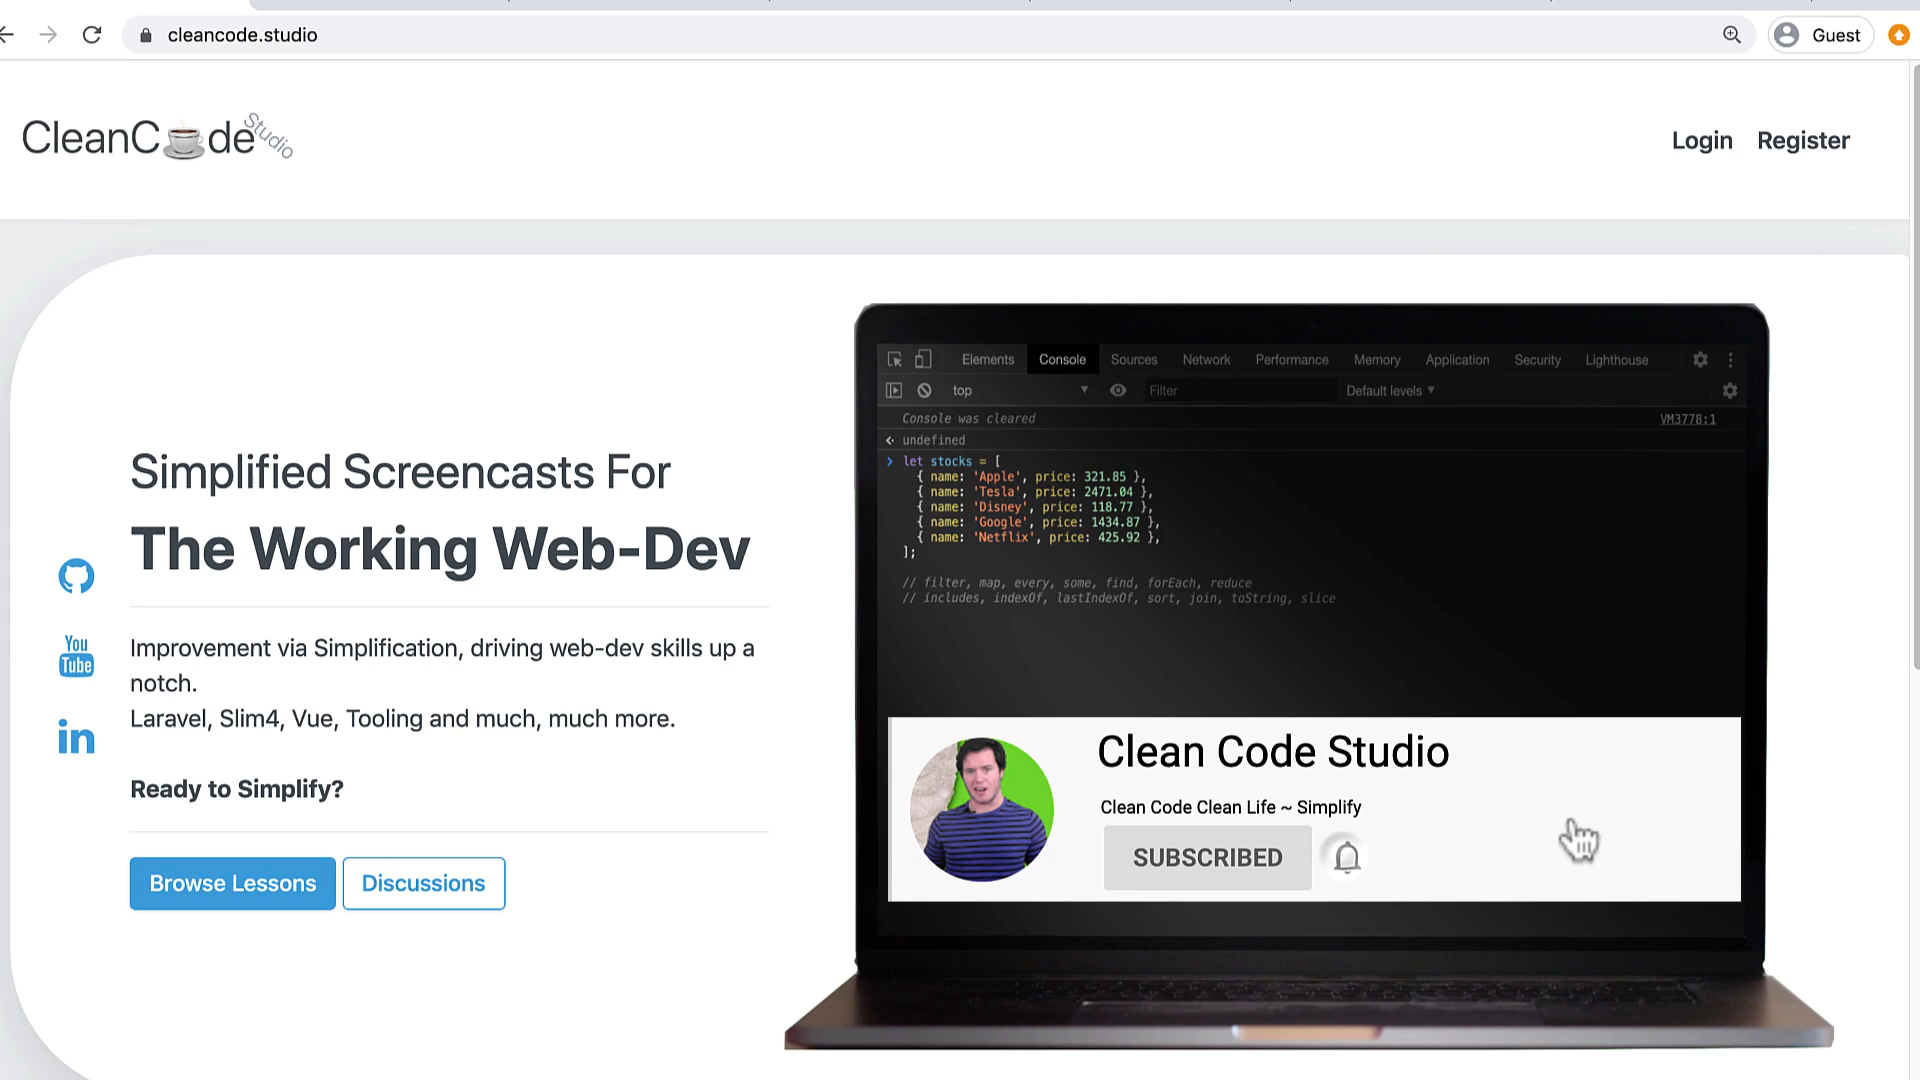 cleancode.studio
Guest
CleanC de
Studio
Login Register
Simplified Screencasts For
The Working Web-Dev
You
Tube
in
Improvement via Simplification, driving web-dev skills up a
notch.
Laravel, Slim4, Vue, Tooling and much, much more.
Ready to Simplify?
Browse Lessons Discussions
Elements Console Sources Network Performance Memory Application Security Lighthouse
top Filter Default levels
Console was cleared VM3778:1
undefined
let stocks = [
{ name: 'Apple', price: 321.85 },
{ name: 'Tesla', price: 2471.04 },
{ name: 'Disney', price: 118.77 },
{ name: 'Google', price: 1434.87 },
{ name: 'Netflix', price: 425.92 },
];
// filter, map, every, some, find, forEach, reduce
// includes, indexOf, lastIndexOf, sort, join, toString, slice
Clean Code Studio
Clean Code Clean Life ~ Simplify
SUBSCRIBED